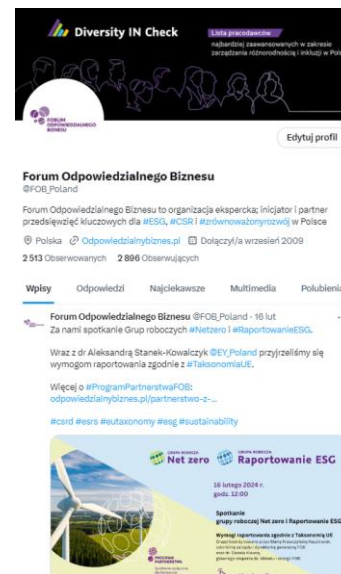 Diversity IN Check
Lista pracodawców
najbardziej zaawansowanych w zakresie
zarządzania różnorodnością i inkluzji w Pol
FORUM
ODPOWIEDZIALNEGO
BIZNESU
Edytuj profil
Forum Odpowiedzialnego Biznesu
@FOB_Poland
Forum Odpowiedzialnego Biznesu to organizacja ekspercka; inicjator i partner
przedsięwzięć kluczowych dla #ESG, #CSR i #zrównoważonyrozwój w Polsce
Polska Odpowiedzialnybiznes.pl Dołączył/a wrzesień 2009
2 513 Obserwowanych 2 896 Obserwujących
Wpisy Odpowiedzi Najciekawsze Multimedia Polubienia
Forum Odpowiedzialnego Biznesu @FOB_Poland · 16 lut
Za nami spotkanie Grup roboczych #Netzero i #RaportowanieESG.
Wraz z dr Aleksandrą Stanek-Kowalczyk @EY_Poland przyjrzeliśmy się
wymogom raportowania zgodnie z #TaksonomiaUE.
Więcej o #ProgramPartnerstwaFOB:
odpowiedzialnybiznes.pl/partnerstwo-z-...
#csrd #esrs #eutaxonomy #esg #sustainability
GRUPA ROBOCZA
Net zero
GRUPA ROBOCZA
Raportowanie ESG
16 lutego 2024 r.
godz. 12:00
Spotkanie
grupy roboczej Net zero i Raportowanie ESG
Wymogi raportowania zgodnie z Taksonomią UE
PROGRAM
PARTNERSTWA